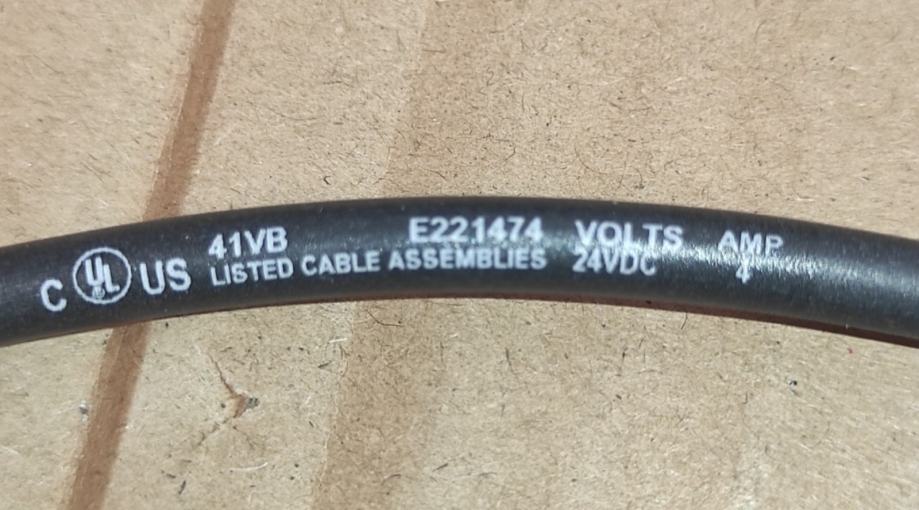 C UL US 41VB E221474 VOLTS AMP
LISTED CABLE ASSEMBLIES 24VDC 4